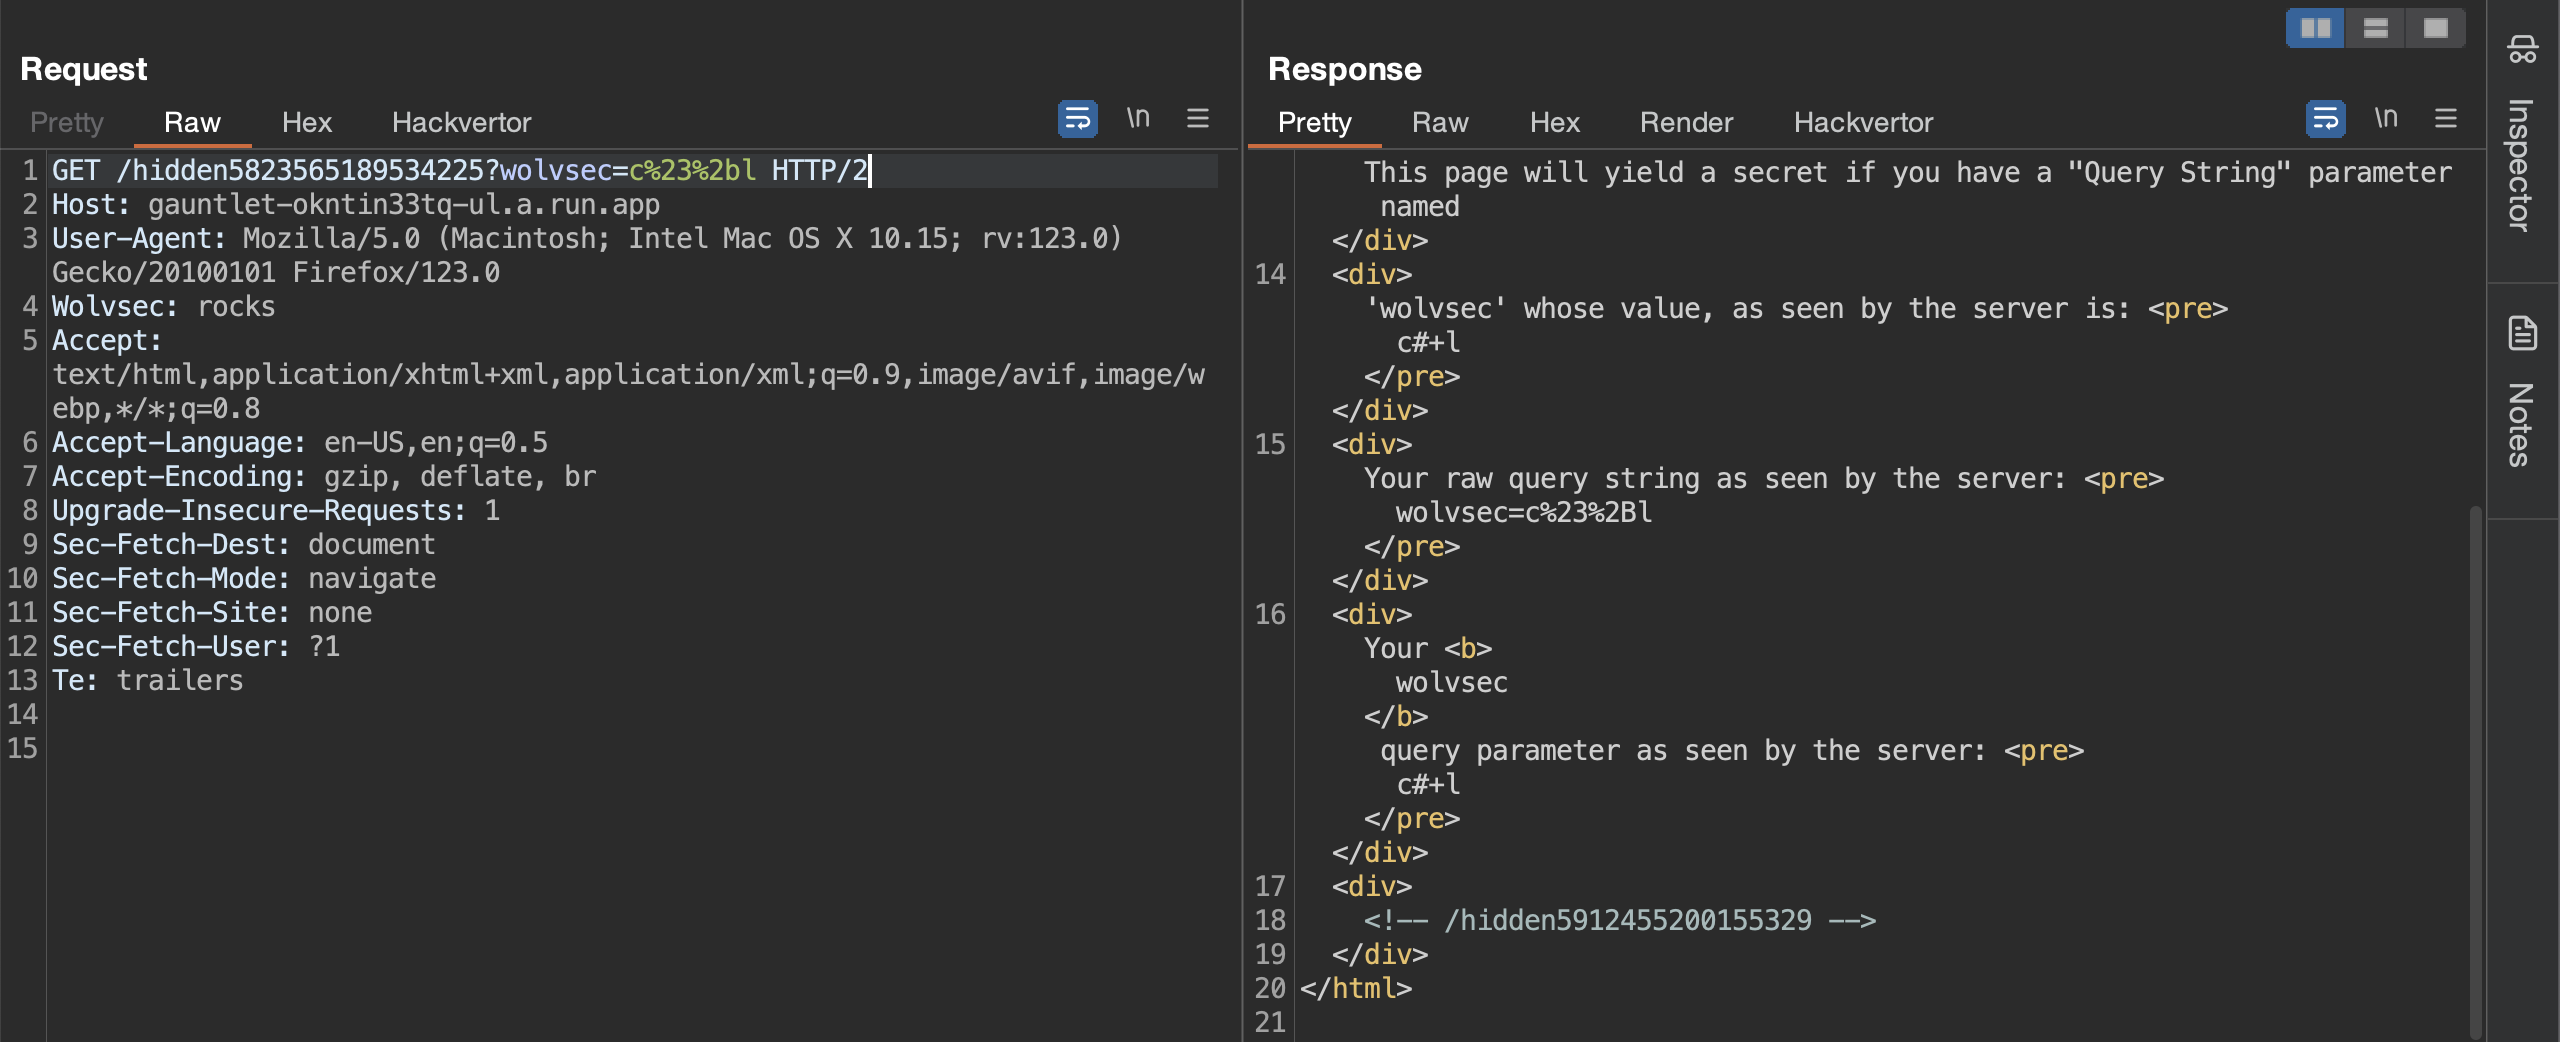 Request
Pretty Raw Hex Hackvertor \n
1 GET /hidden5823565189534225?wolvsec=c%23%2bl HTTP/2
2 Host: gauntlet-okntin33tq-ul.a.run.app
3 User-Agent: Mozilla/5.0 (Macintosh; Intel Mac OS X 10.15; rv:123.0)
Gecko/20100101 Firefox/123.0
4 Wolvsec: rocks
5 Accept:
text/html,application/xhtml+xml,application/xml;q=0.9,image/avif,image/w
ebp,*/*;q=0.8
6 Accept-Language: en-US,en;q=0.5
7 Accept-Encoding: gzip, deflate, br
8 Upgrade-Insecure-Requests: 1
9 Sec-Fetch-Dest: document
10 Sec-Fetch-Mode: navigate
11 Sec-Fetch-Site: none
12 Sec-Fetch-User: ?1
13 Te: trailers
14
15
Response
Pretty Raw Hex Render Hackvertor \n
This page will yield a secret if you have a "Query String" parameter
named
</div>
14 <div>
'wolvsec' whose value, as seen by the server is: <pre>
c#+l
</pre>
</div>
15 <div>
Your raw query string as seen by the server: <pre>
wolvsec=c%23%2Bl
</pre>
</div>
16 <div>
Your <b>
wolvsec
</b>
query parameter as seen by the server: <pre>
c#+l
</pre>
</div>
17 <div>
18 <!-- /hidden5912455200155329 -->
19 </div>
20 </html>
21
Inspector
Notes